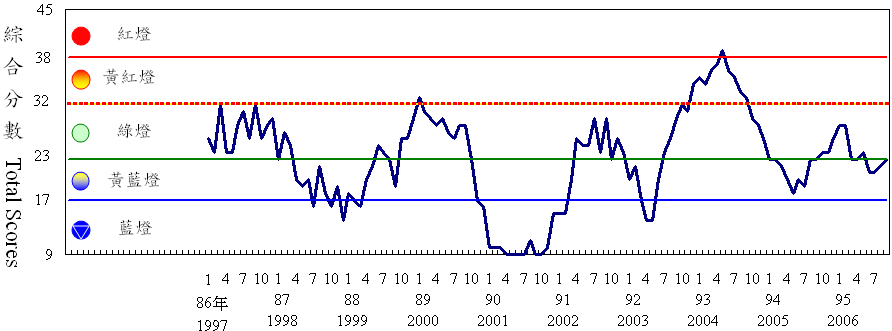 綜合分數 Total Scores
45
38
32
23
17
9
紅燈
黃紅燈
綠燈
黃藍燈
藍燈
1 4 7 10 1 4 7 10 1 4 7 10 1 4 7 10 1 4 7 10 1 4 7 10 1 4 7 10 1 4 7 10 1 4 7 10 1 4 7
86年 87 88 89 90 91 92 93 94 95
1997 1998 1999 2000 2001 2002 2003 2004 2005 2006